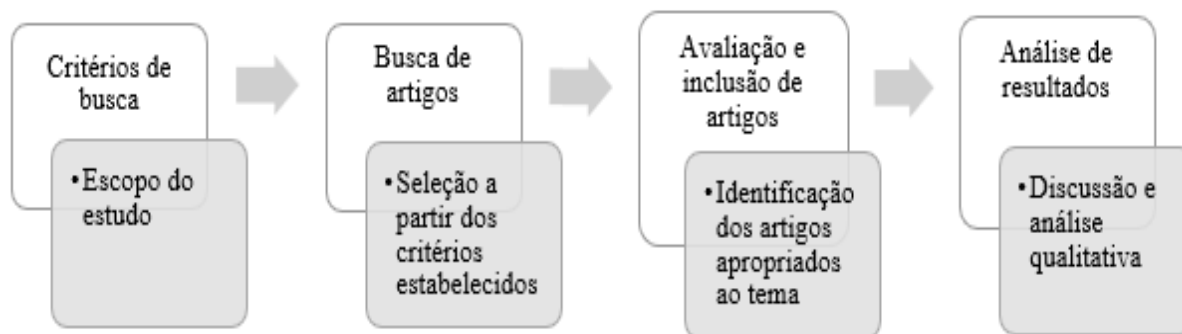 Critérios de
busca
•Escopo do
estudo
Busca de
artigos
•Seleção a
partir dos
critérios
estabelecidos
Avaliação e
inclusão de
artigos
•Identificação
dos artigos
apropriados
ao tema
Análise de
resultados
•Discussão e
análise
qualitativa